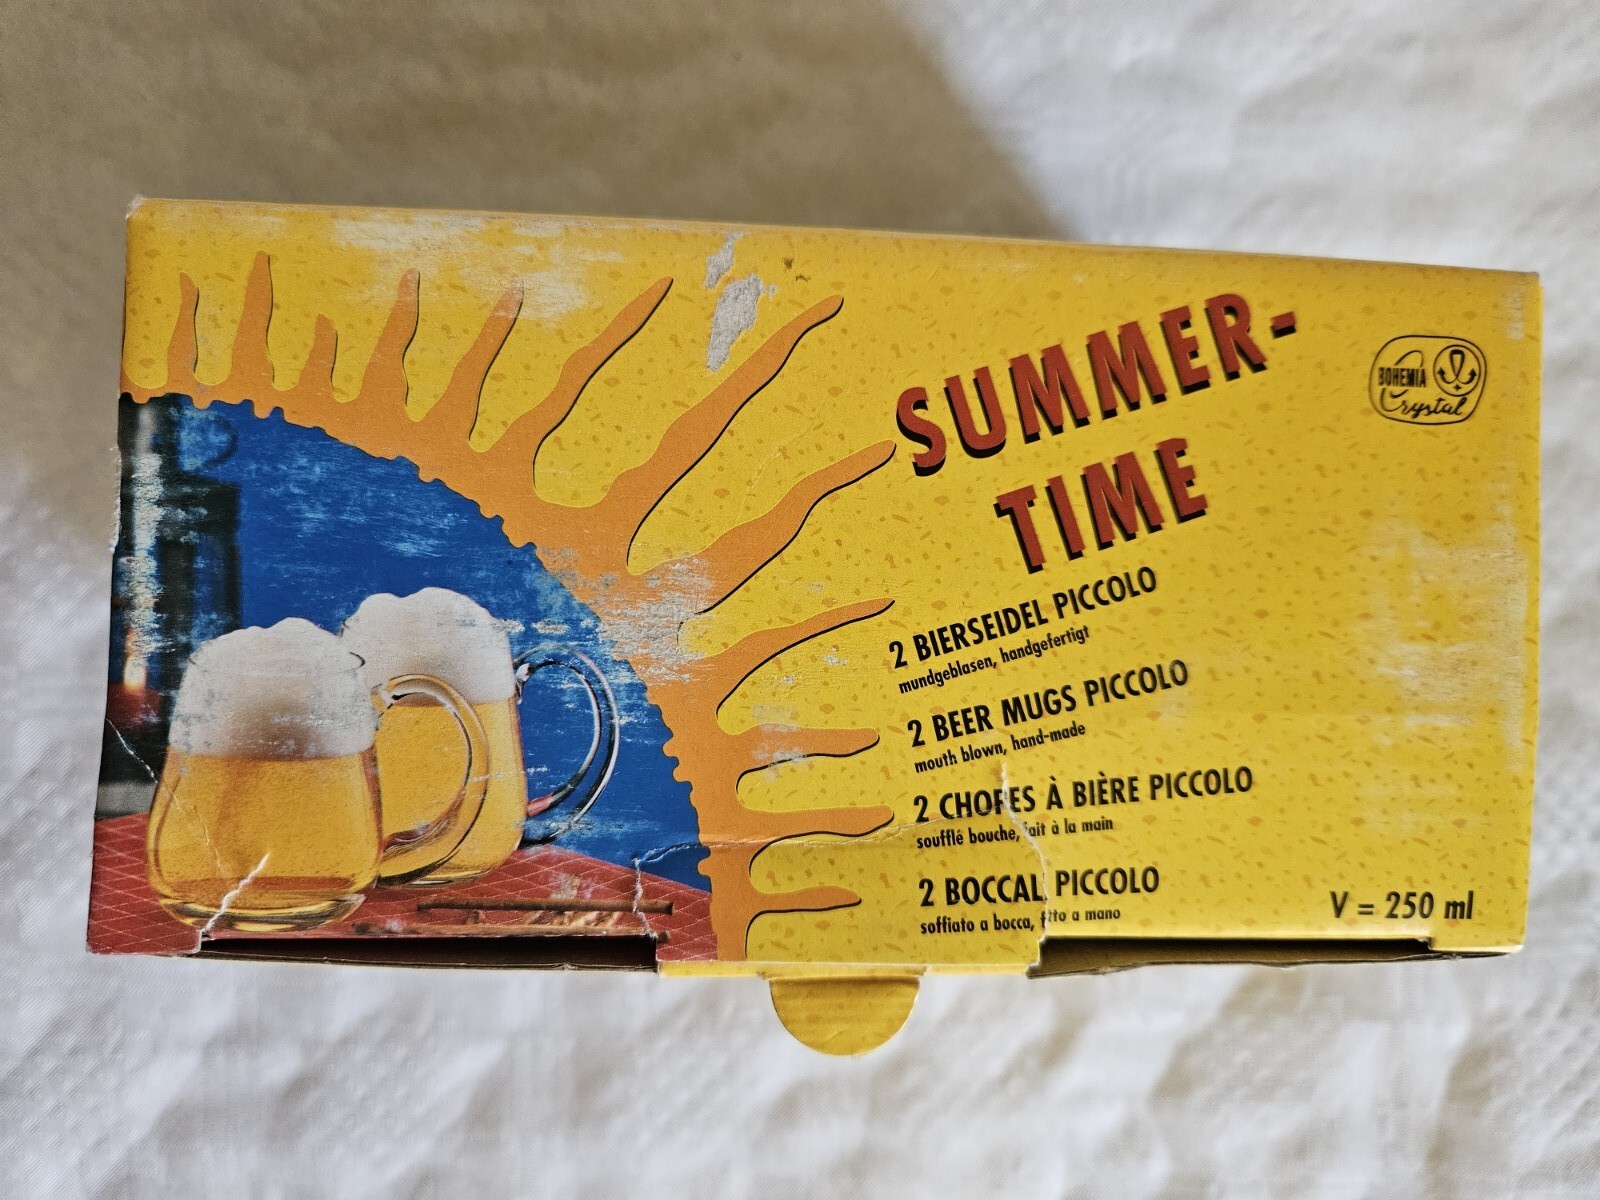 SUMMER-
TIME
BOHEMIA
Crystal
2 BIERSEIDEL PICCOLO
mundgeblasen, handgefertigt
2 BEER MUGS PICCOLO
mouth blown, hand-made
2 CHOPES À BIÈRE PICCOLO
soufflé bouche, fait à la main
2 BOCCAL PICCOLO
soffiato a bocca, a mano
V = 250 ml